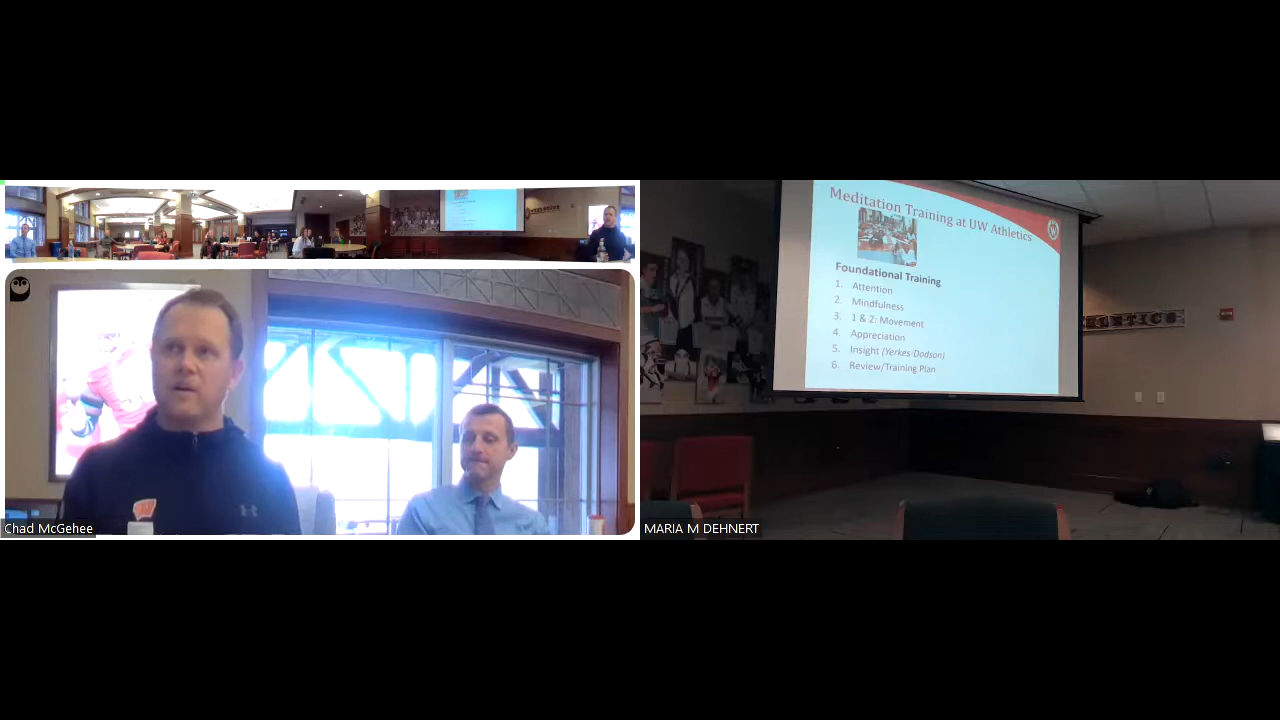 Chad McGehee
Meditation Training at UW Athletics
W
Foundational Training
1. Attention
2. Mindfulness
3. 1 & 2: Movement
4. Appreciation
5. Insight (Yerkes-Dodson)
6. Review/Training Plan
MARIA M DEHNERT